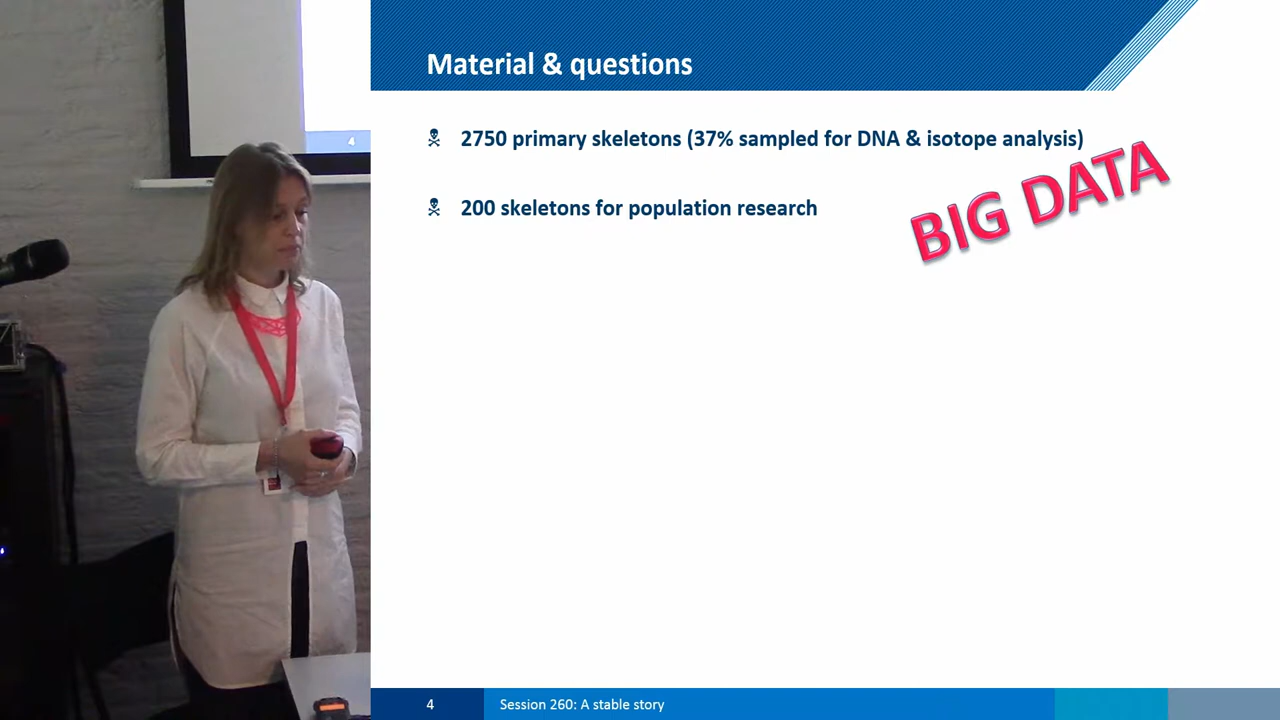 Material & questions
☠ 2750 primary skeletons (37% sampled for DNA & isotope analysis)
☠ 200 skeletons for population research
BIG DATA
4
4 Session 260: A stable story